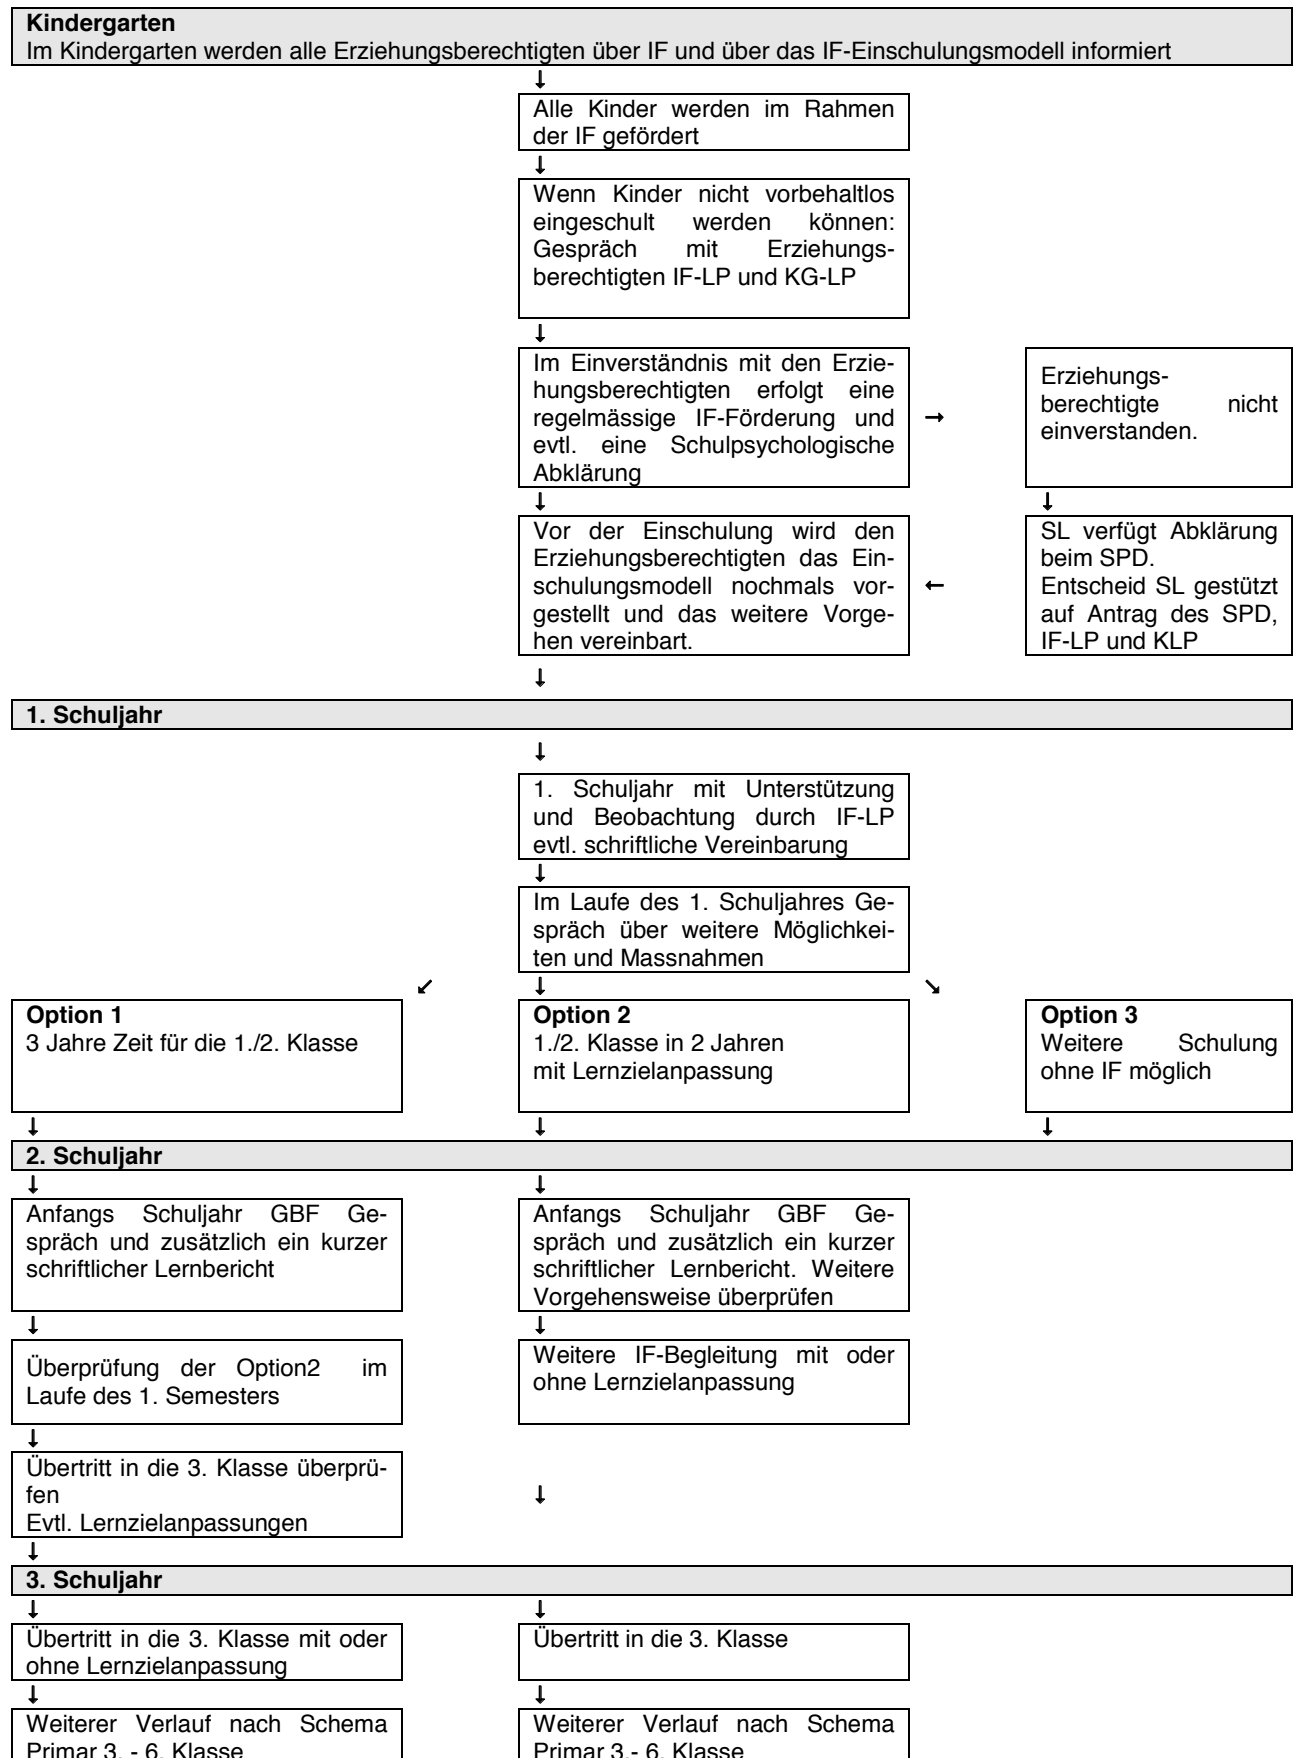 Kindergarten
Im Kindergarten werden alle Erziehungsberechtigten über IF und über das IF-Einschulungsmodell informiert
↓
Alle Kinder werden im Rahmen
der IF gefördert
↓
Wenn Kinder nicht vorbehaltlos
eingeschult werden können:
Gespräch mit Erziehungs-
berechtigten IF-LP und KG-LP
↓
Im Einverständnis mit den Erzie-
hungsberechtigten erfolgt eine
regelmässige IF-Förderung und
evtl. eine Schulpsychologische
Abklärung
→
Erziehungs-
berechtigte nicht
einverstanden.
↓ ↓
Vor der Einschulung wird den
Erziehungsberechtigten das Ein-
schulungsmodell nochmals vor-
gestellt und das weitere Vorge-
hen vereinbart.
←
SL verfügt Abklärung
beim SPD.
Entscheid SL gestützt
auf Antrag des SPD,
IF-LP und KLP
↓
1. Schuljahr
↓
1. Schuljahr mit Unterstützung
und Beobachtung durch IF-LP
evtl. schriftliche Vereinbarung
↓
Im Laufe des 1. Schuljahres Ge-
spräch über weitere Möglichkei-
ten und Massnahmen
↙ ↓ ↘
Option 1
3 Jahre Zeit für die 1./2. Klasse
Option 2
1./2. Klasse in 2 Jahren
mit Lernzielanpassung
Option 3
Weitere Schulung
ohne IF möglich
↓ ↓ ↓
2. Schuljahr
↓ ↓
Anfangs Schuljahr GBF Ge-
spräch und zusätzlich ein kurzer
schriftlicher Lernbericht
Anfangs Schuljahr GBF Ge-
spräch und zusätzlich ein kurzer
schriftlicher Lernbericht. Weitere
Vorgehensweise überprüfen
↓ ↓
Überprüfung der Option2 im
Laufe des 1. Semesters
Weitere IF-Begleitung mit oder
ohne Lernzielanpassung
↓
Übertritt in die 3. Klasse überprü-
fen
Evtl. Lernzielanpassungen
↓
↓
3. Schuljahr
↓ ↓
Übertritt in die 3. Klasse mit oder
ohne Lernzielanpassung
Übertritt in die 3. Klasse
↓ ↓
Weiterer Verlauf nach Schema
Primar 3. - 6. Klasse
Weiterer Verlauf nach Schema
Primar 3.- 6. Klasse